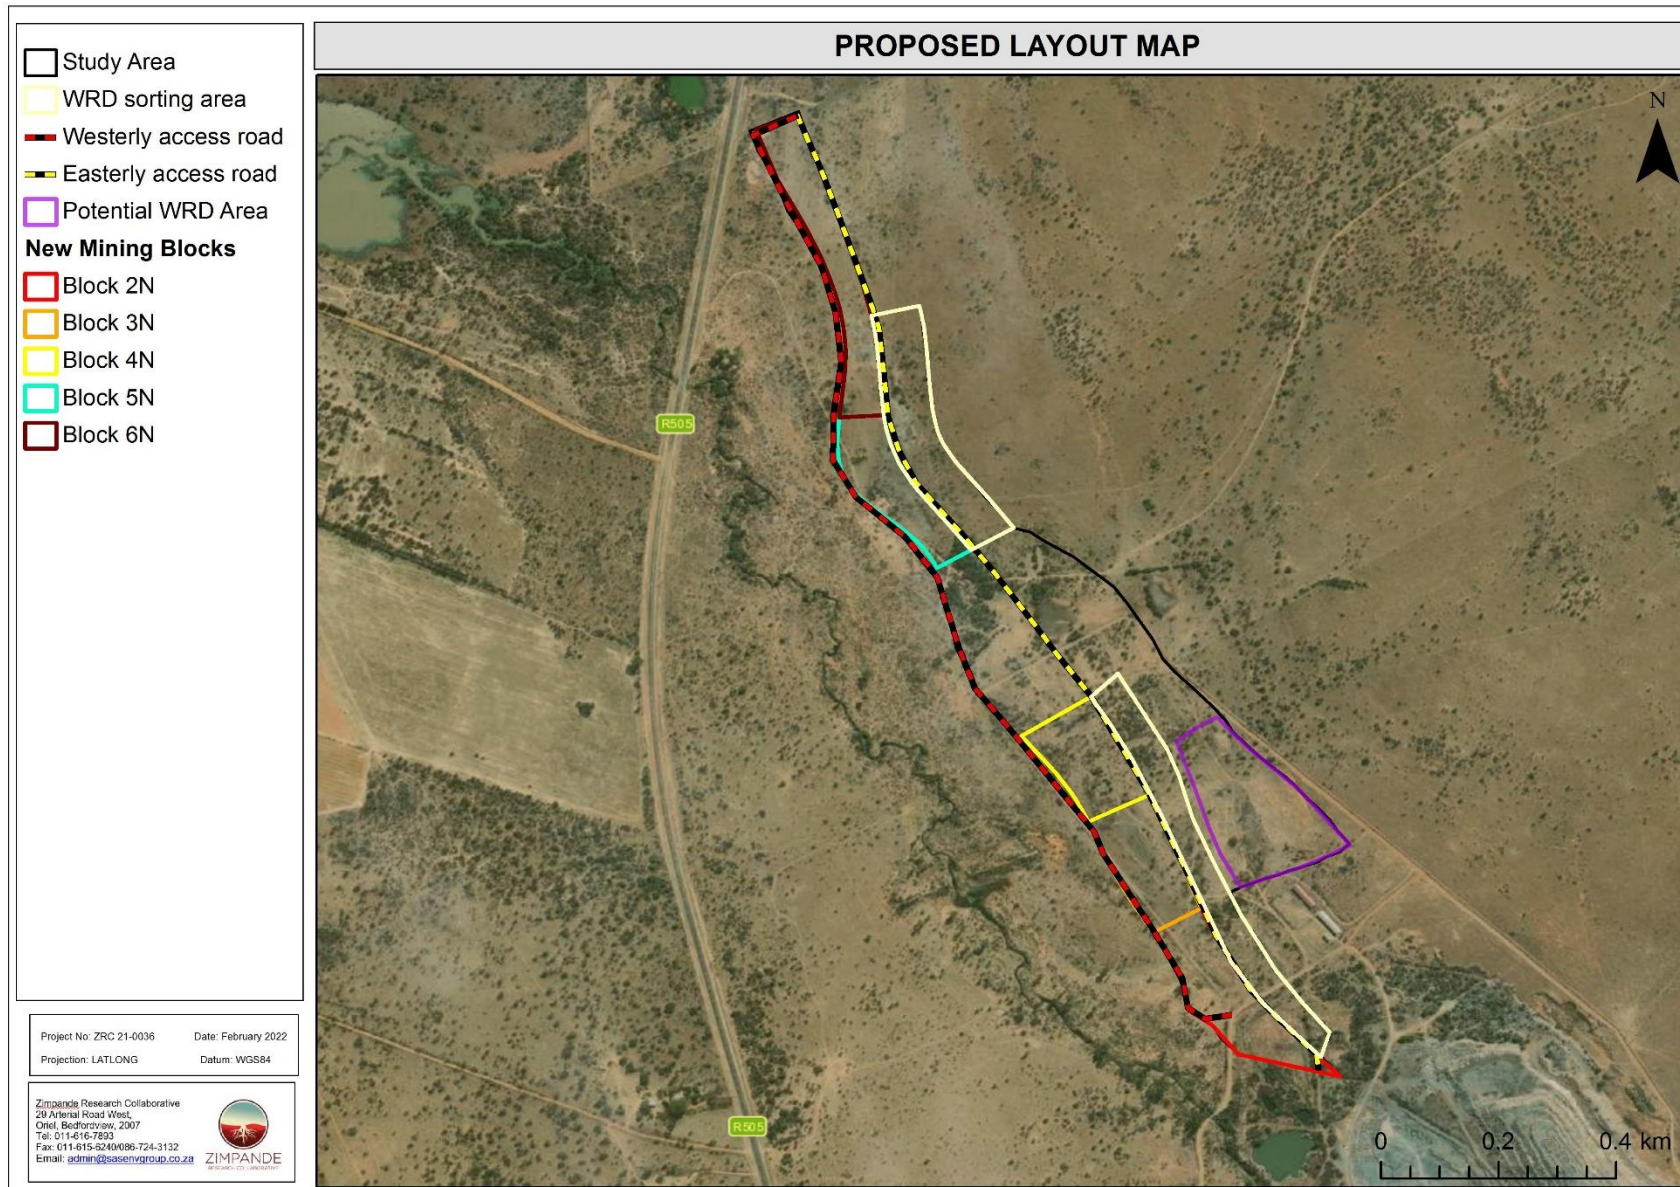 PROPOSED LAYOUT MAP
Study Area
WRD sorting area
Westerly access road
Easterly access road
Potential WRD Area
New Mining Blocks
Block 2N
Block 3N
Block 4N
Block 5N
Block 6N
Project No: ZRC 21-0036 Date: February 2022
Projection: LATLONG Datum: WGS84
Zimpande Research Collaborative
29 Arterial Road West,
Oriel, Bedfordview, 2007
Tel: 011-616-7893
Fax: 011-615-6240/086-724-3132
Email: admin@sasenvgroup.co.za
ZIMPANDE
RESEARCH COLLABORATIVE
N
R505
R505
0 0.2 0.4 km